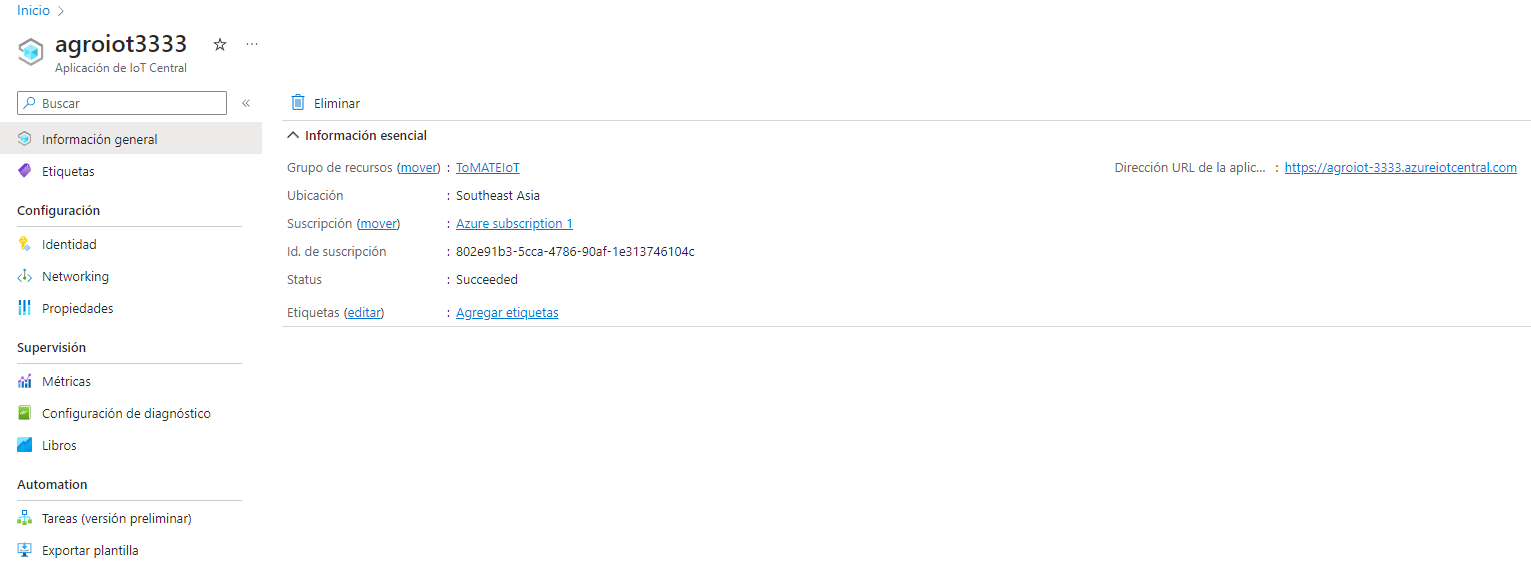 Inicio
agroiot3333
Aplicación de IoT Central
Buscar
Eliminar
Información general
Etiquetas
Configuración
Identidad
Networking
Propiedades
Supervisión
Métricas
Configuración de diagnóstico
Libros
Automation
Tareas (versión preliminar)
Exportar plantilla
Información esencial
Grupo de recursos (mover) : ToMATEIoT
Ubicación : Southeast Asia
Suscripción (mover) : Azure subscription 1
Id. de suscripción : 802e91b3-5cca-4786-90af-1e313746104c
Status : Succeeded
Etiquetas (editar) : Agregar etiquetas
Dirección URL de la aplic... : https://agroiot-3333.azureiotcentral.com